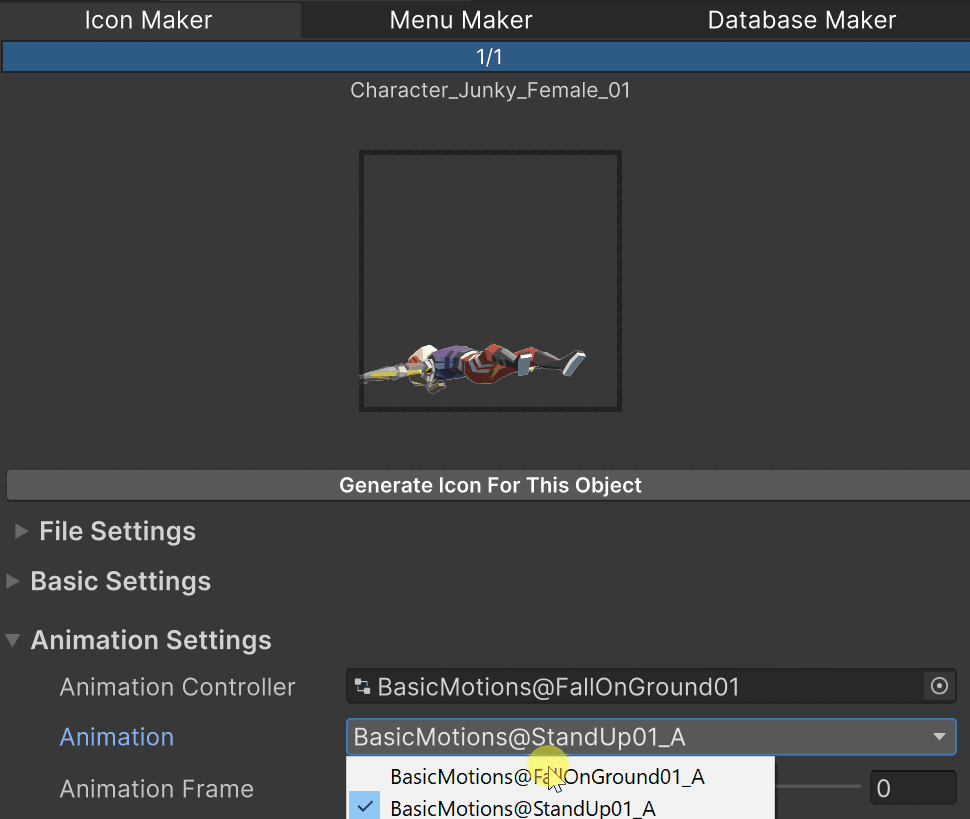 Icon Maker Menu Maker Database Maker
1/1
Character_Junky_Female_01
Generate Icon For This Object
File Settings
Basic Settings
Animation Settings
Animation Controller BasicMotions@FallOnGround01
Animation BasicMotions@StandUp01_A
BasicMotions@FallOnGround01_A
Animation Frame 0
BasicMotions@StandUp01_A